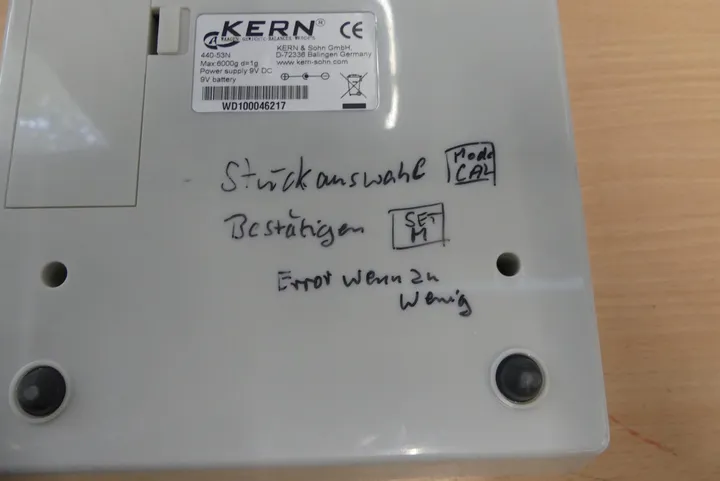 KERN®
CE
440-53N
Max 6000g d=1g
Power supply 9V DC
9V battery
KERN & Sohn GmbH,
D-72336 Balingen Germany
www.kern-sohn.com
WD100046217
Stückauswahl Mode CAL
Bestätigen SET M
Error wenn zu
wenig